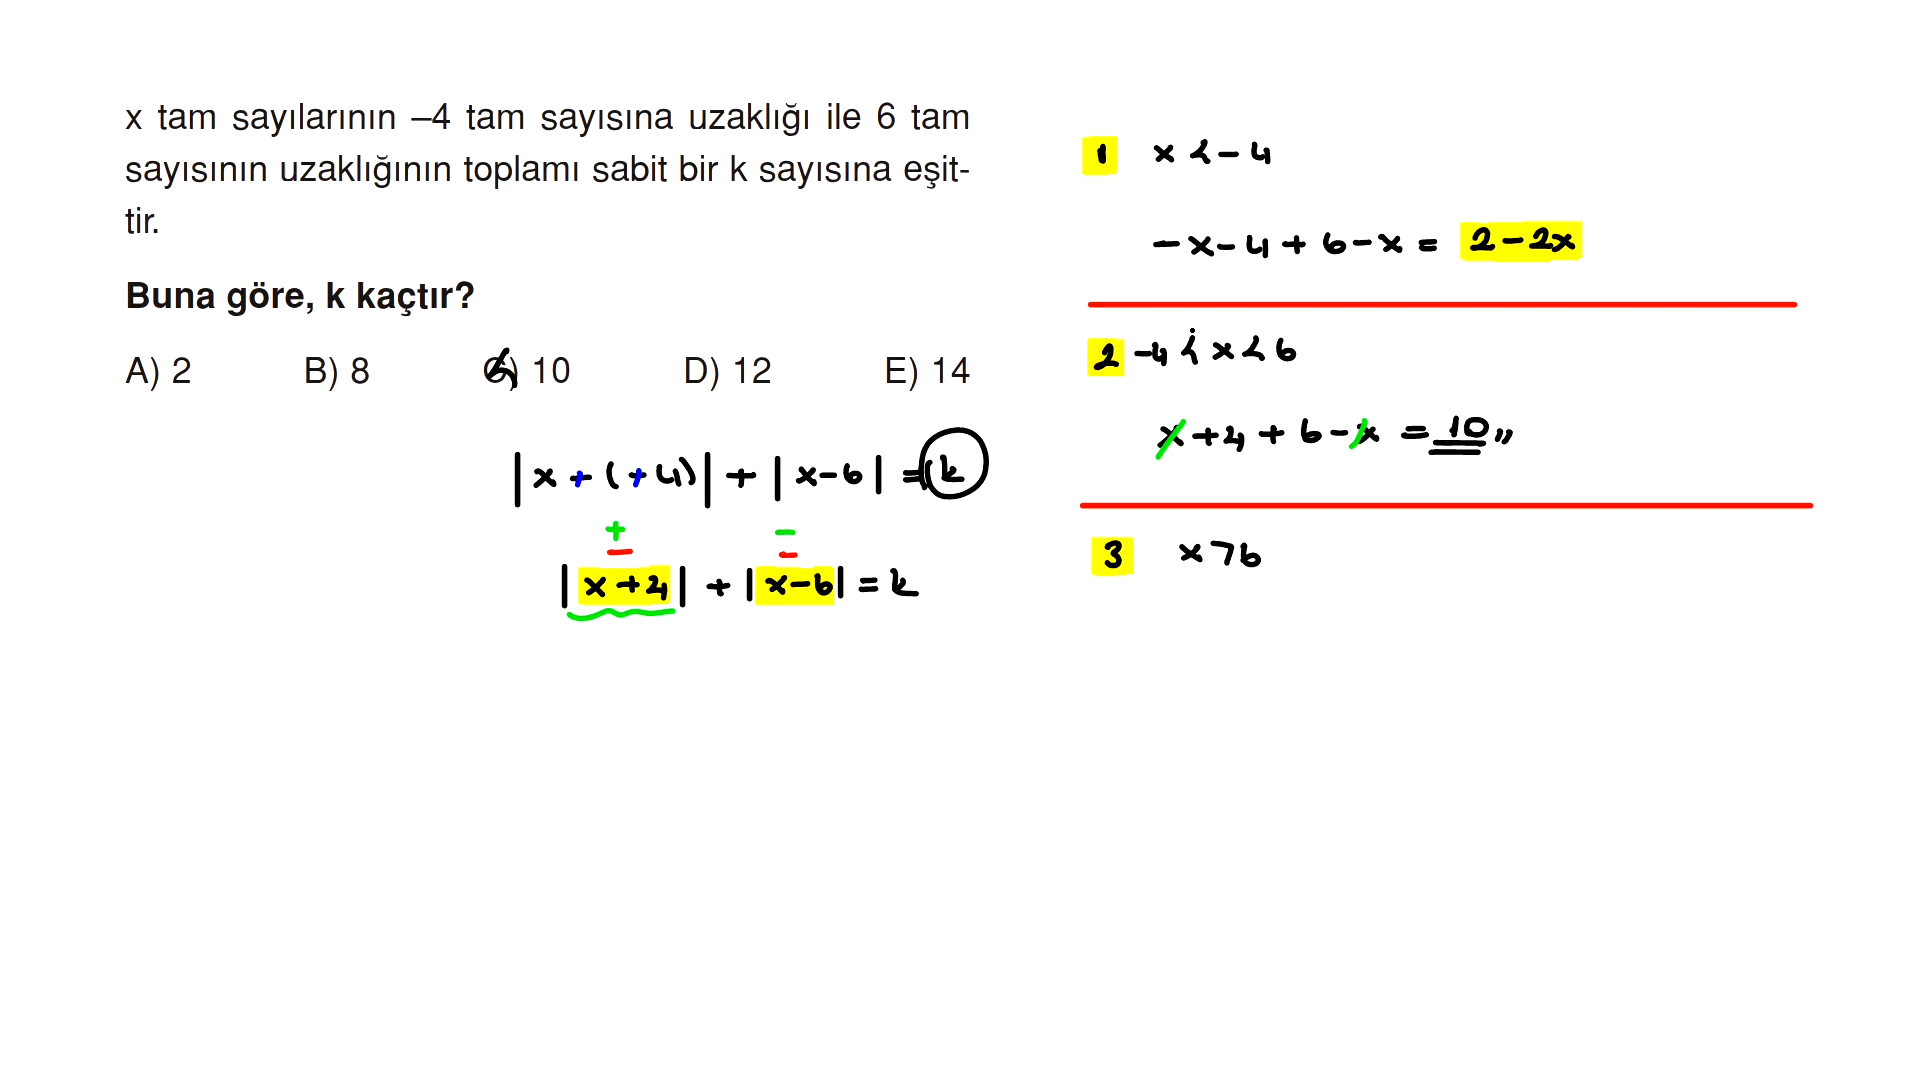 x tam sayılarının –4 tam sayısına uzaklığı ile 6 tam
sayısının uzaklığının toplamı sabit bir k sayısına eşit-
tir.
Buna göre, k kaçtır?
A) 2 B) 8 C) 10 D) 12 E) 14
|x + (+4)| + |x-6| = k
+ -
- -
|x+4| + |x-6| = k
1 x < -4
-x-4+6-x = 2-2x
2 -4 < x < 6
x+4+6-x = 10,,
3 x > 6